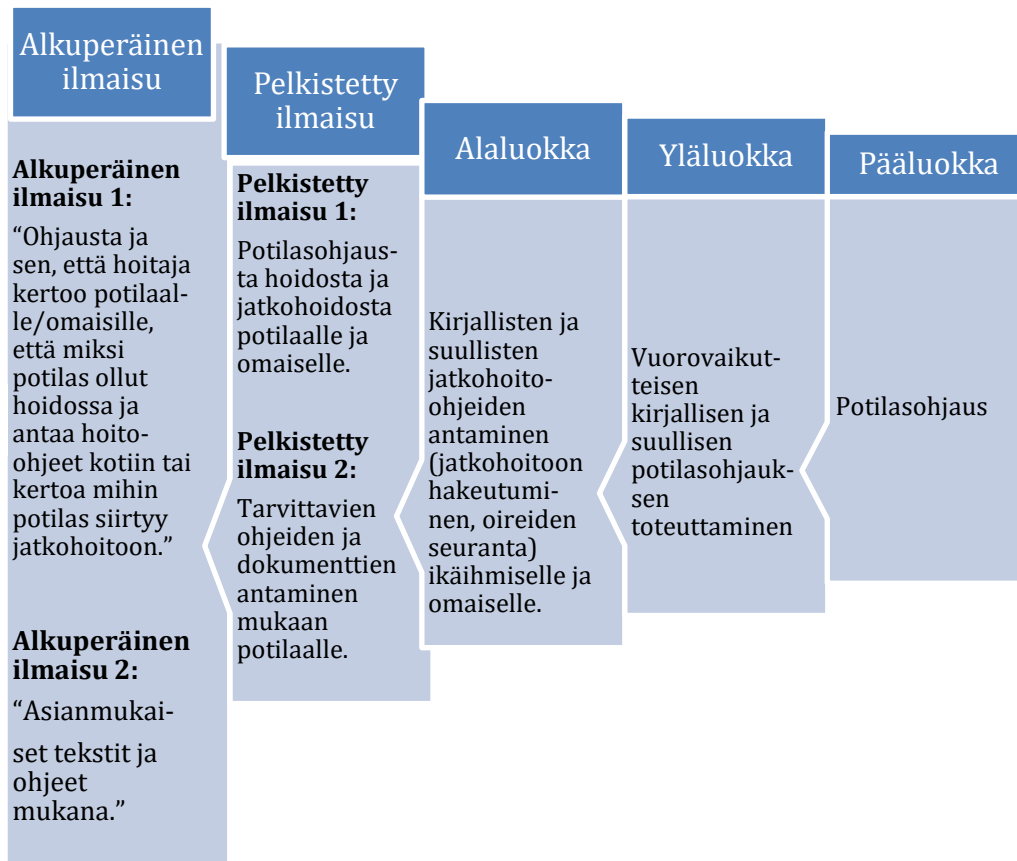 Alkuperäinen
ilmaisu
Alkuperäinen
ilmaisu 1:
“Ohjausta ja
sen, että hoitaja
kertoo potilaal-
le/omaisille,
että miksi
potilas ollut
hoidossa ja
antaa hoito-
ohjeet kotiin tai
kertoa mihin
potilas siirtyy
jatkohoitoon.”
Alkuperäinen
ilmaisu 2:
“Asianmukai-
set tekstit ja
ohjeet
mukana.”
Pelkistetty
ilmaisu
Pelkistetty
ilmaisu 1:
Potilasohjaus-
ta hoidosta ja
jatkohoidosta
potilaalle ja
omaiselle.
Pelkistetty
ilmaisu 2:
Tarvittavien
ohjeiden ja
dokumenttien
antaminen
mukaan
potilaalle.
Alaluokka
Kirjallisten ja
suullisten
jatkohoito-
ohjeiden
antaminen
(jatkohoitoon
hakeutumi-
nen, oireiden
seuranta)
ikäihmiselle ja
omaiselle.
Yläluokka
Vuorovaikut-
teisen
kirjallisen ja
suullisen
potilasohjauk-
sen
toteuttaminen
Pääluokka
Potilasohjaus